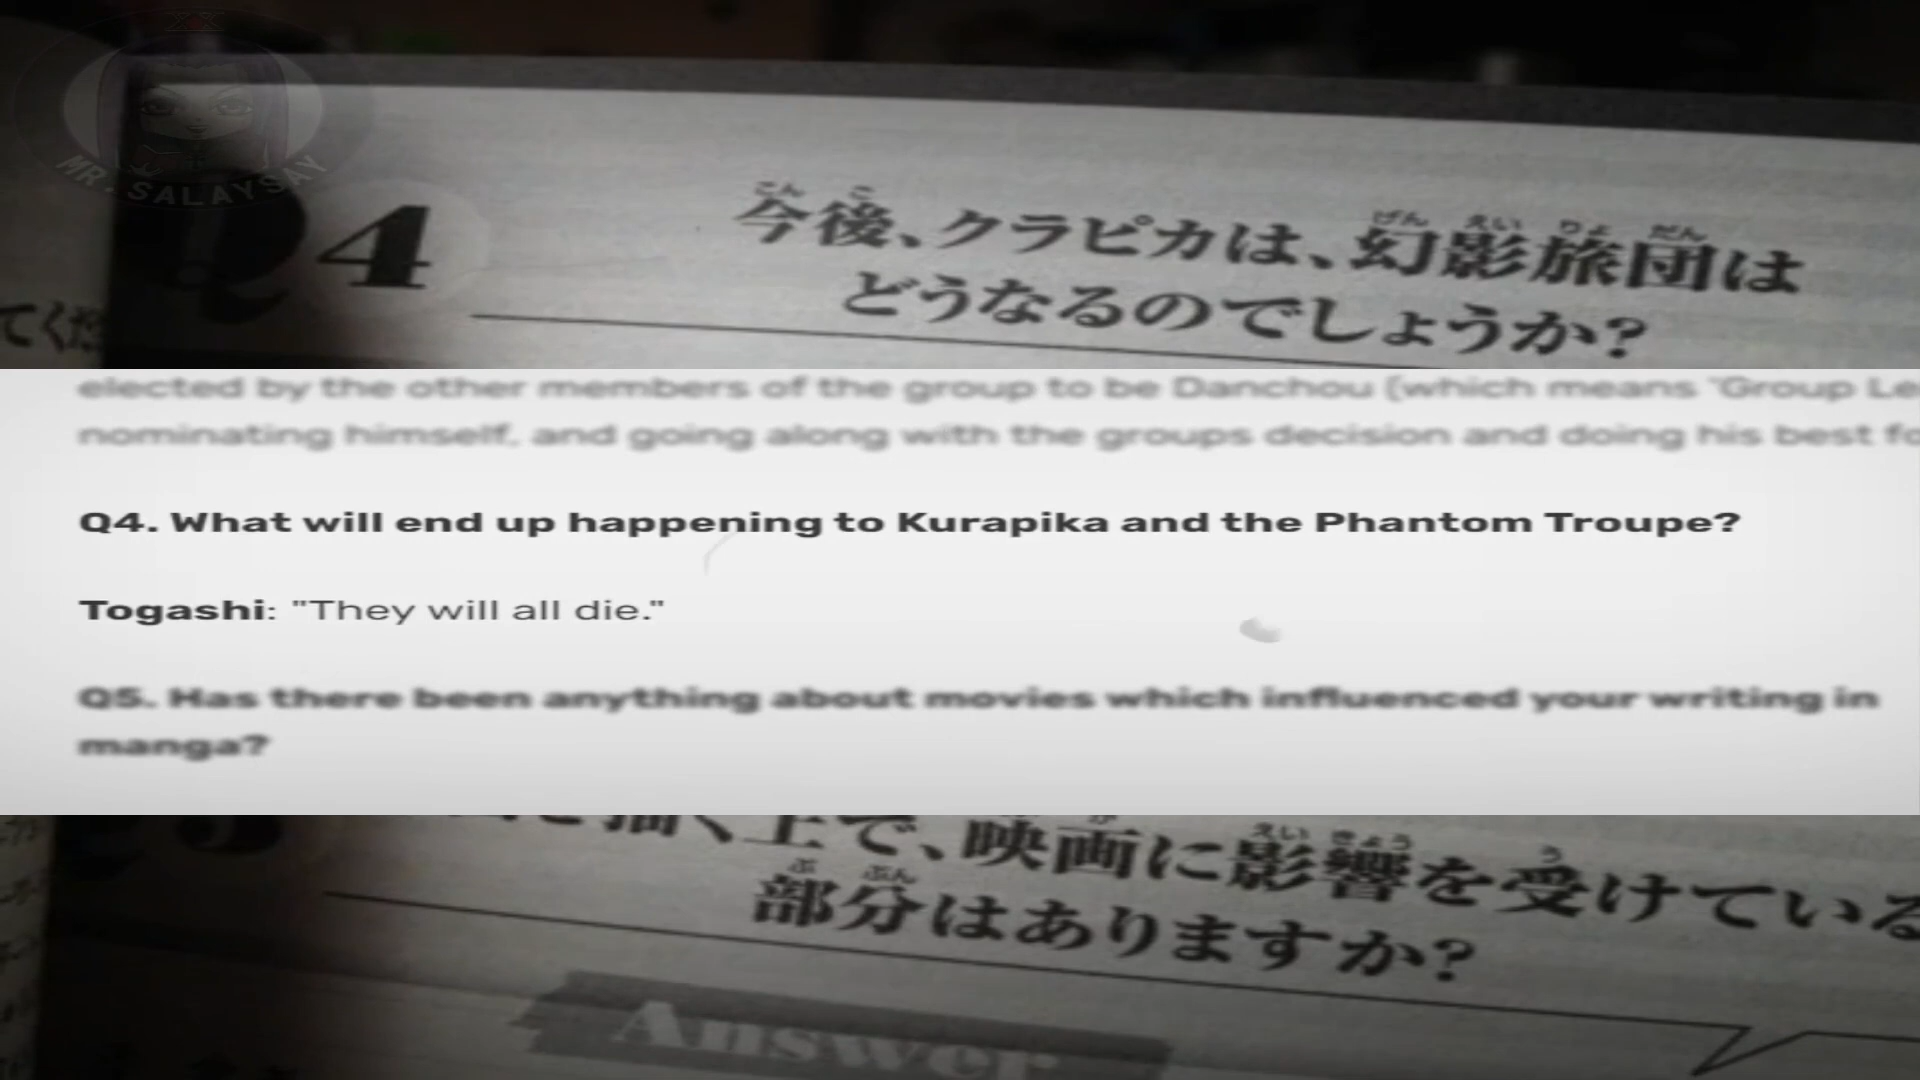 MR. SALAYSAY
Q4
今後、クラピカは、幻影旅団は
どうなるのでしょうか?
elected by the other members of the group to be Danchou (which means "Group Le
nominating himself, and going along with the groups decision and doing his best fo
Q4. What will end up happening to Kurapika and the Phantom Troupe?
Togashi: "They will all die."
Q5. Has there been anything about movies which influenced your writing in
manga?
上で、映画に影響を受けている
部分はありますか?
Answer